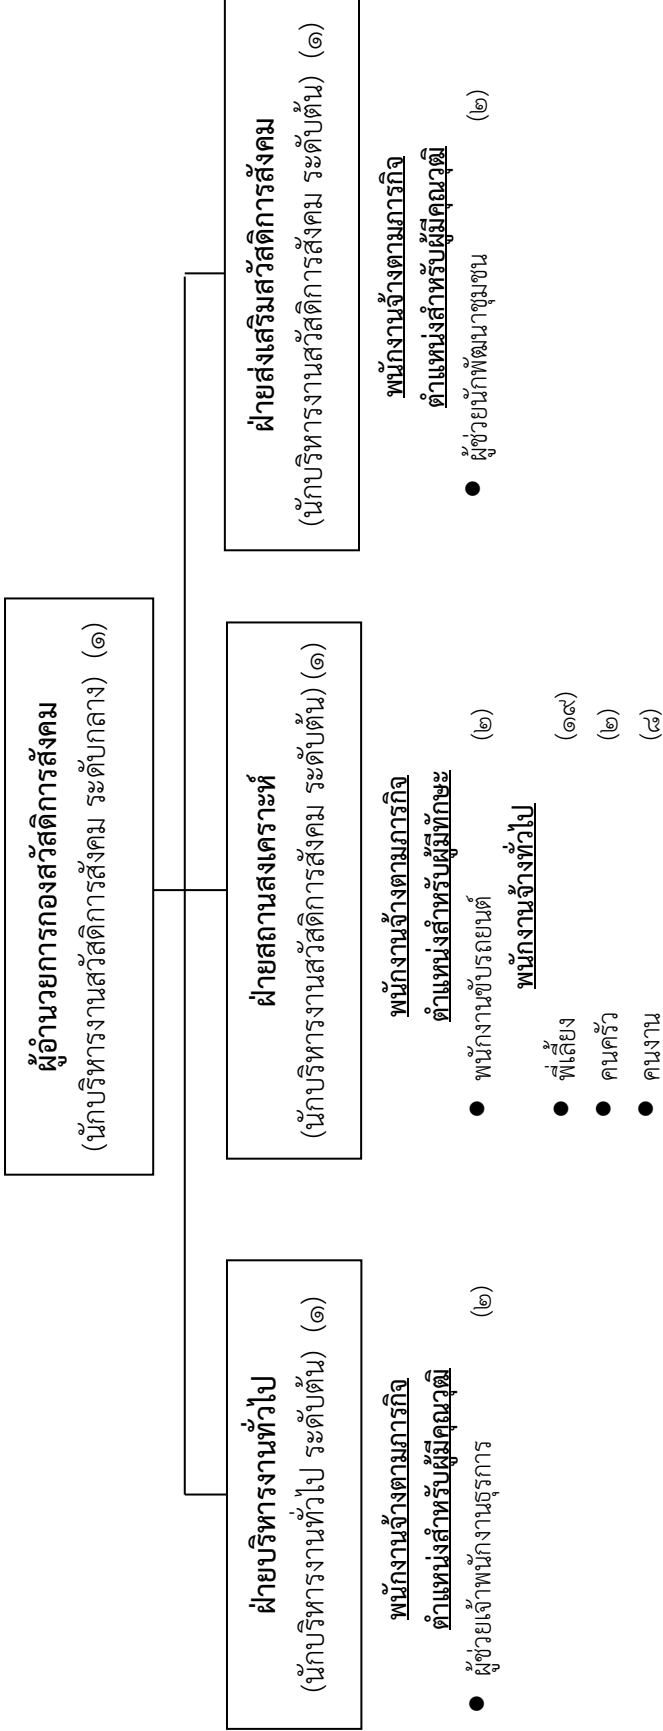 ผู้อำนวยการกองสวัสดิการสังคม
(นักบริหารงานสวัสดิการสังคม ระดับกลาง) (๑)
ฝ่ายบริหารงานทั่วไป
(นักบริหารงานทั่วไป ระดับต้น) (๑)
พนักงานจ้างตามภารกิจ
ตำแหน่งสำหรับผู้มีคุณวุฒิ
● ผู้ช่วยเจ้าพนักงานธุรการ (๒)
ฝ่ายสถานสงเคราะห์
(นักบริหารงานสวัสดิการสังคม ระดับต้น) (๑)
พนักงานจ้างตามภารกิจ
ตำแหน่งสำหรับผู้มีทักษะ
● พนักงานขับรถยนต์ (๒)
พนักงานจ้างทั่วไป
● พี่เลี้ยง (๑๙)
● คนครัว (๒)
● คนงาน (๘)
ฝ่ายส่งเสริมสวัสดิการสังคม
(นักบริหารงานสวัสดิการสังคม ระดับต้น) (๑)
พนักงานจ้างตามภารกิจ
ตำแหน่งสำหรับผู้มีคุณวุฒิ
● ผู้ช่วยนักพัฒนาชุมชน (๒)